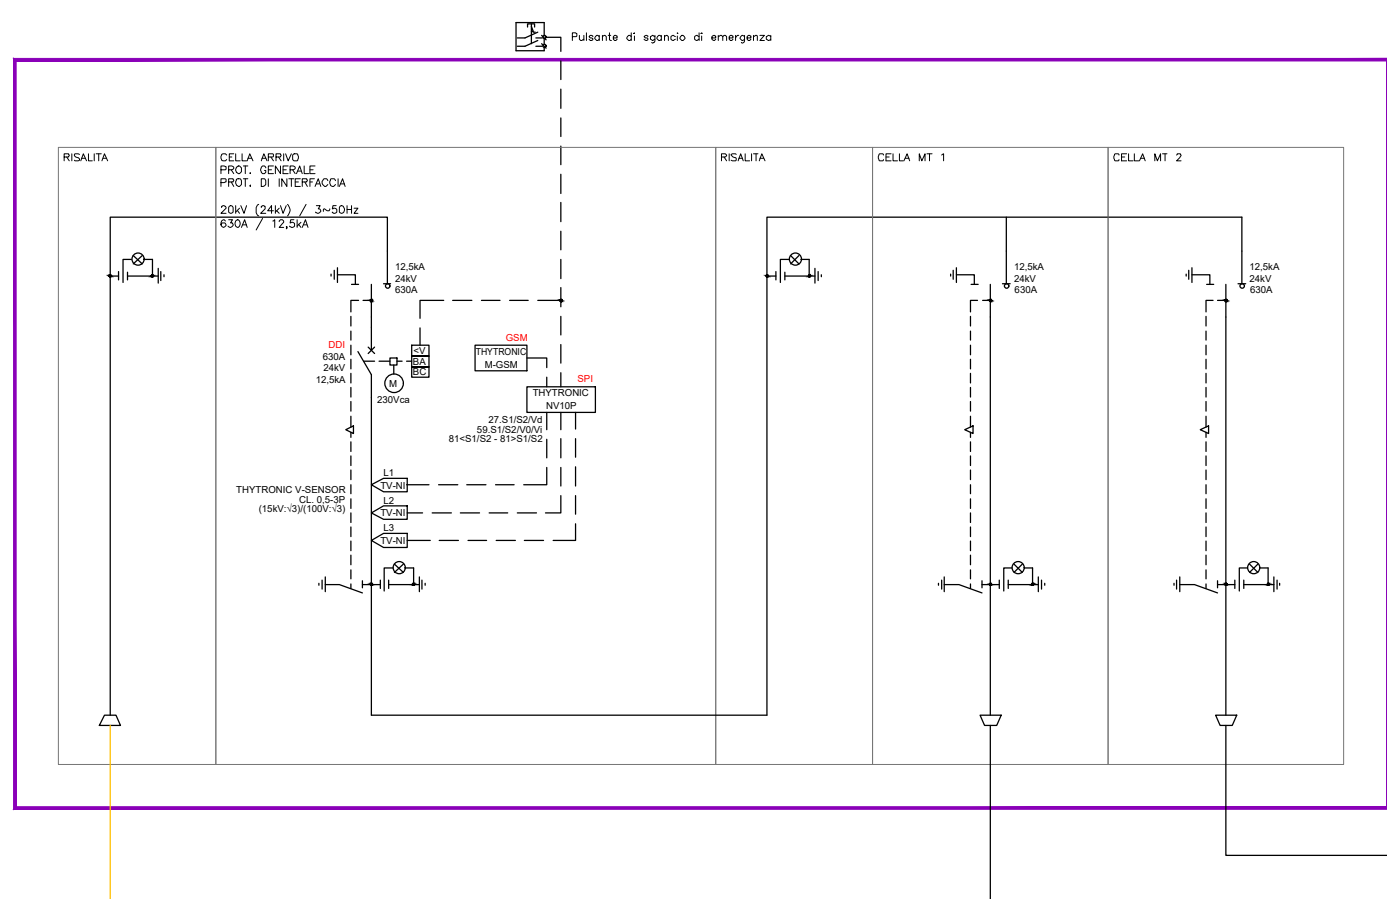 Pulsante di sgancio di emergenza
RISALITA
CELLA ARRIVO
PROT. GENERALE
PROT. DI INTERFACCIA
20kV (24kV) / 3~50Hz
630A / 12,5kA
RISALITA
CELLA MT 1
CELLA MT 2
12,5kA
24kV
630A
12,5kA
24kV
630A
12,5kA
24kV
630A
DDI
630A
24kV
12,5kA
<V
BA
BC
M
230Vca
GSM
THYTRONIC
M-GSM
SPI
THYTRONIC
NV10P
27.S1/S2/Vd
59.S1/S2/V0/Vi
81<S1/S2 - 81>S1/S2
THYTRONIC V-SENSOR
CL. 0,5-3P
(15kV:√3)/(100V:√3)
L1
TV-NI
L2
TV-NI
L3
TV-NI